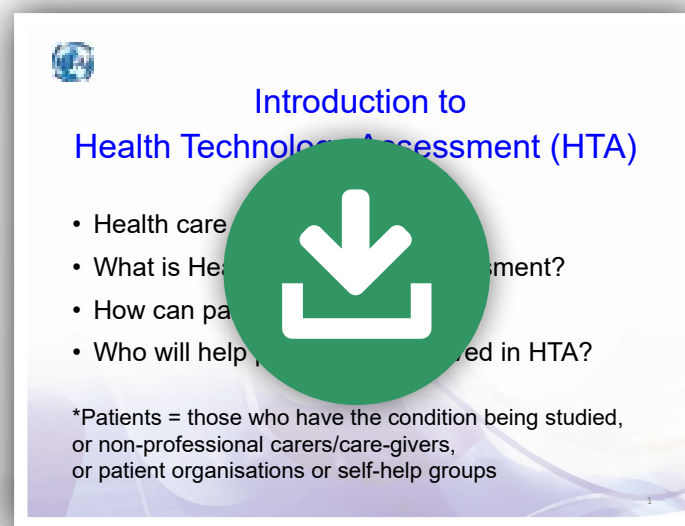 Introduction to
Health Technology Assessment (HTA)
• Health care
• What is Hea sment?
• How can pa
• Who will help ed in HTA?
*Patients = those who have the condition being studied,
or non-professional carers/care-givers,
or patient organisations or self-help groups
1